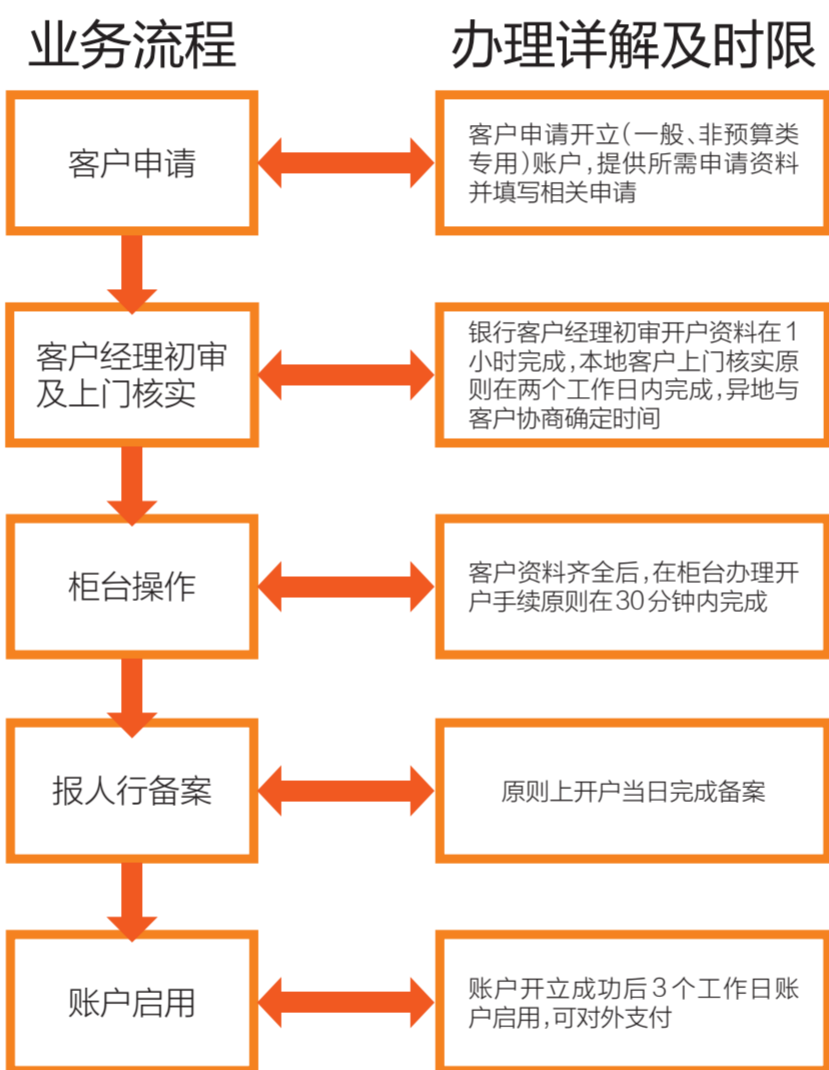 业务流程
办理详解及时限
客户申请
客户申请开立(一般、非预算类
专用)账户,提供所需申请资料
并填写相关申请
客户经理初审
及上门核实
银行客户经理初审开户资料在1
小时完成,本地客户上门核实原
则在两个工作日内完成,异地与
客户协商确定时间
柜台操作
客户资料齐全后,在柜台办理开
户手续原则在30分钟内完成
报人行备案
原则上开户当日完成备案
账户启用
账户开立成功后3个工作日账
户启用,可对外支付